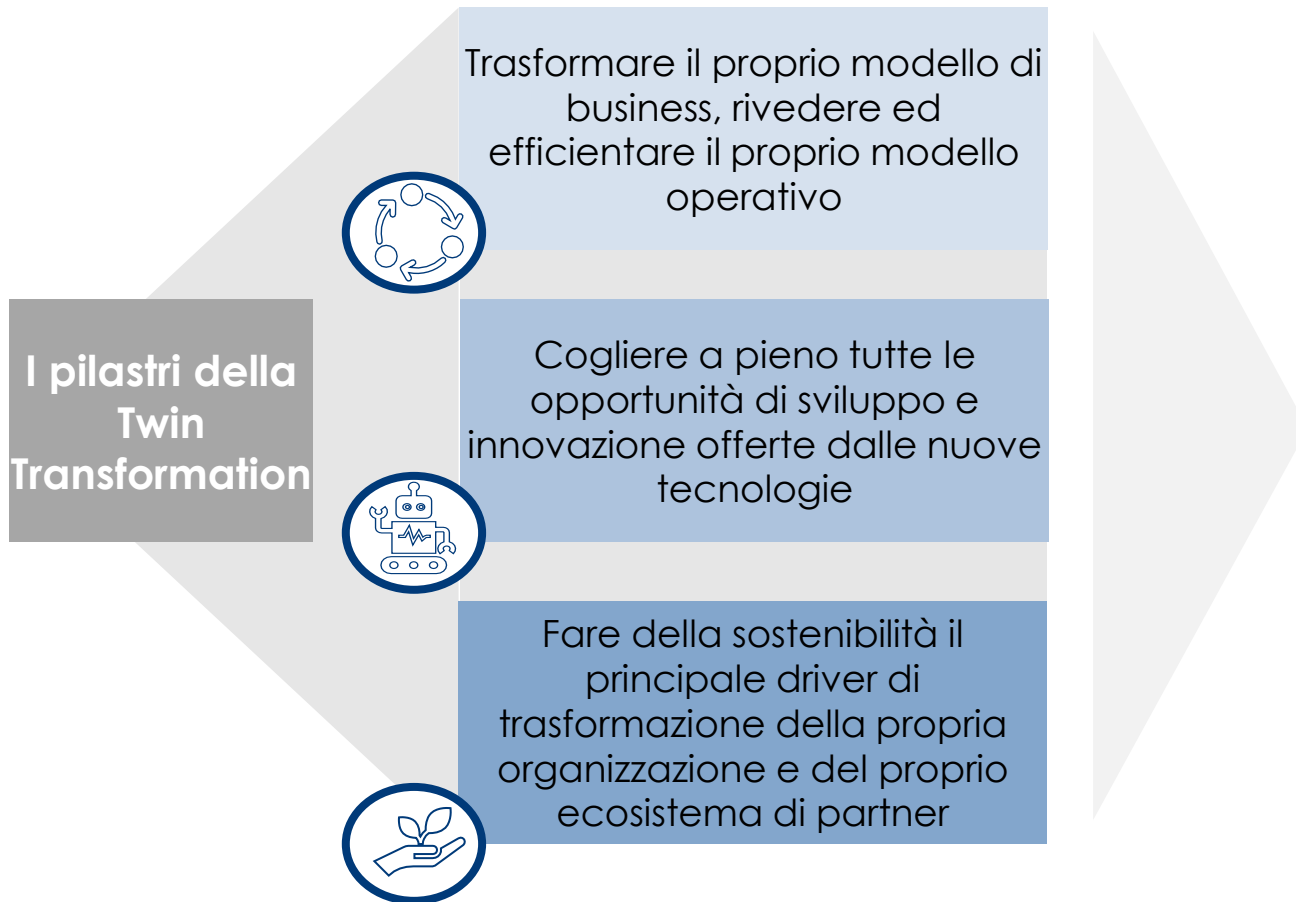 I pilastri della
Twin
Transformation
Trasformare il proprio modello di
business, rivedere ed
efficientare il proprio modello
operativo
Cogliere a pieno tutte le
opportunità di sviluppo e
innovazione offerte dalle nuove
tecnologie
Fare della sostenibilità il
principale driver di
trasformazione della propria
organizzazione e del proprio
ecosistema di partner